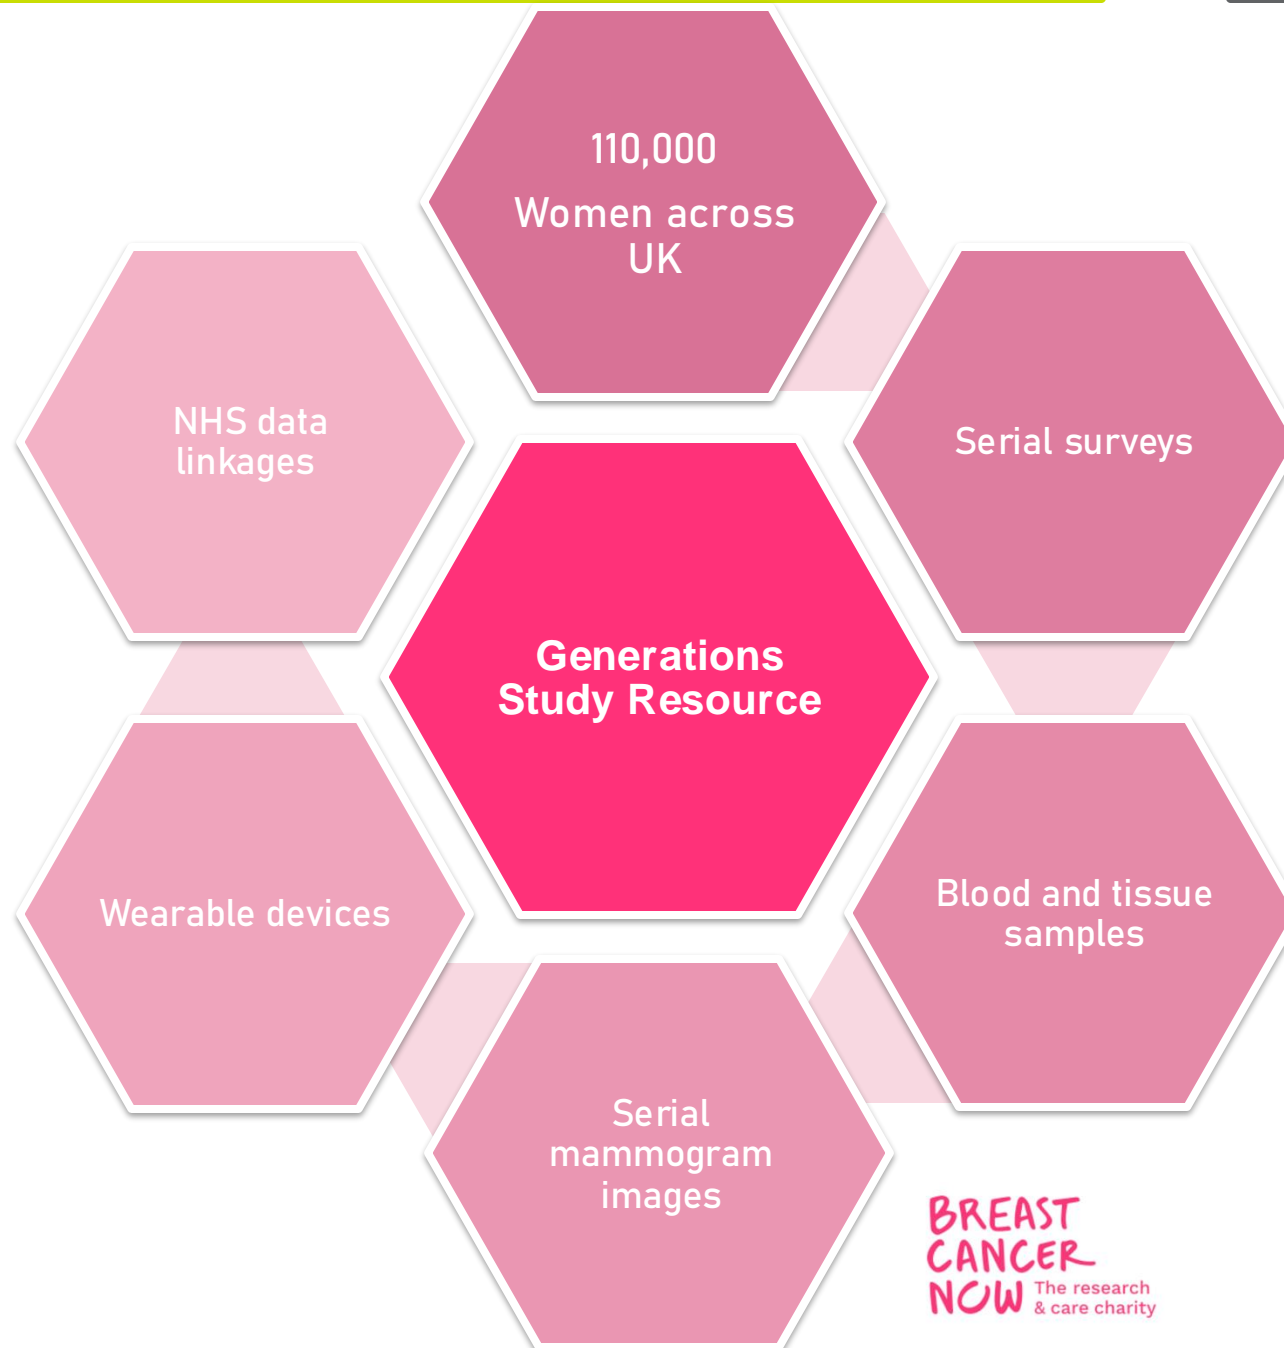 110,000
Women across
UK
Serial surveys
Blood and tissue
samples
Serial
mammogram
images
Wearable devices
NHS data
linkages
Generations
Study Resource
BREAST
CANCER
NOW
The research
& care charity